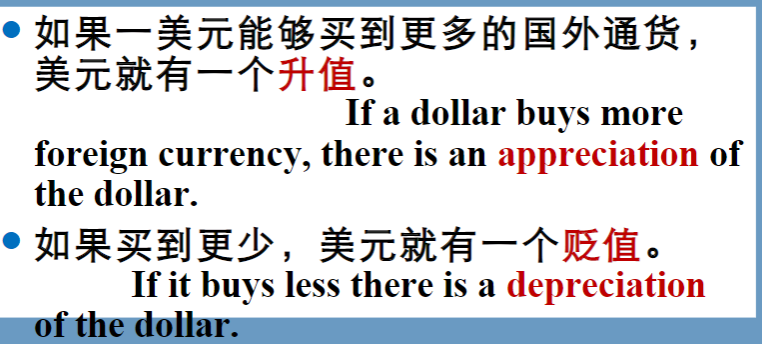 • 如果一美元能够买到更多的国外通货，
美元就有一个升值。
If a dollar buys more
foreign currency, there is an appreciation of
the dollar.
• 如果买到更少，美元就有一个贬值。
If it buys less there is a depreciation
of the dollar.